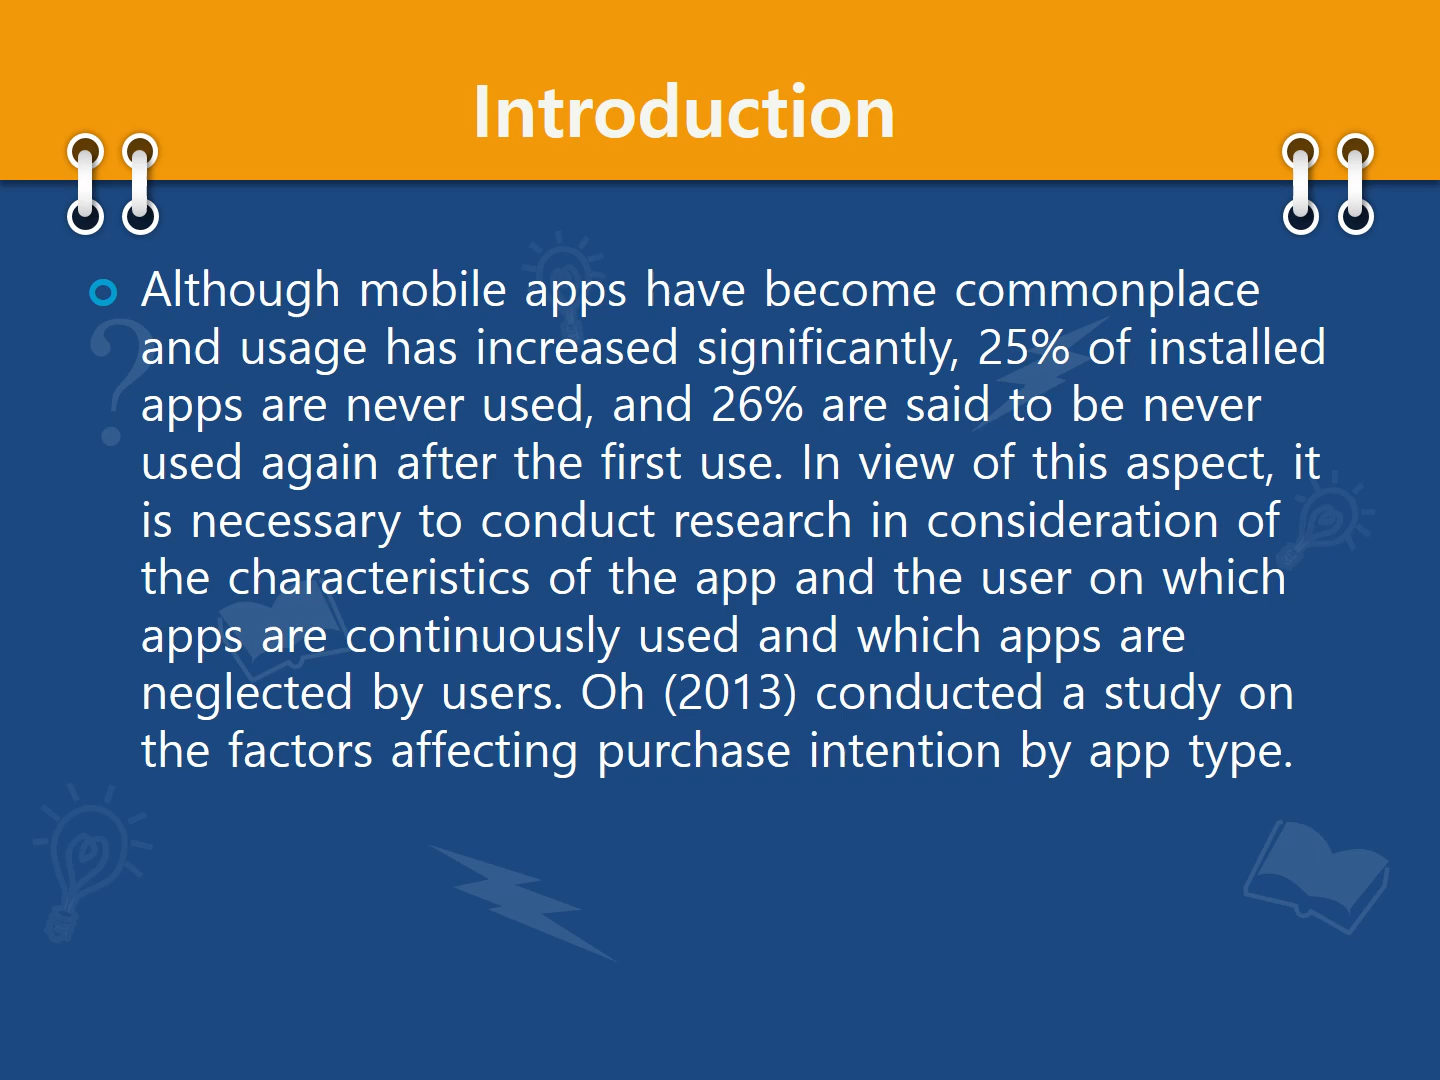 Introduction
Although mobile apps have become commonplace
and usage has increased significantly, 25% of installed
apps are never used, and 26% are said to be never
used again after the first use. In view of this aspect, it
is necessary to conduct research in consideration of
the characteristics of the app and the user on which
apps are continuously used and which apps are
neglected by users. Oh (2013) conducted a study on
the factors affecting purchase intention by app type.